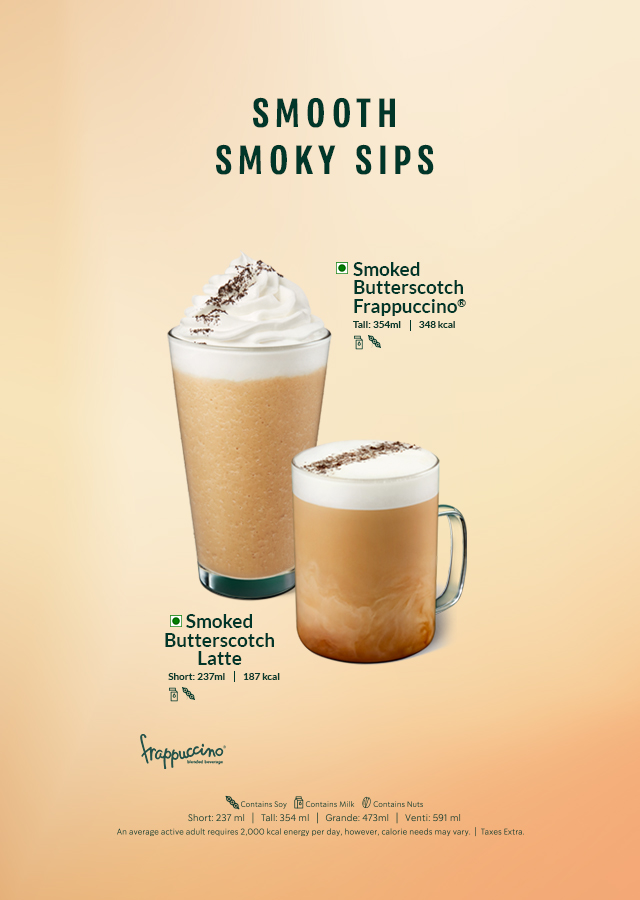 SMOOTH
SMOKY SIPS
Smoked
Butterscotch
Frappuccino®
Tall: 354ml | 348 kcal
Smoked
Butterscotch
Latte
Short: 237ml | 187 kcal
frappuccino®
blended beverage
Contains Soy Contains Milk Contains Nuts
Short: 237 ml | Tall: 354 ml | Grande: 473ml | Venti: 591 ml
An average active adult requires 2,000 kcal energy per day, however, calorie needs may vary. | Taxes Extra.